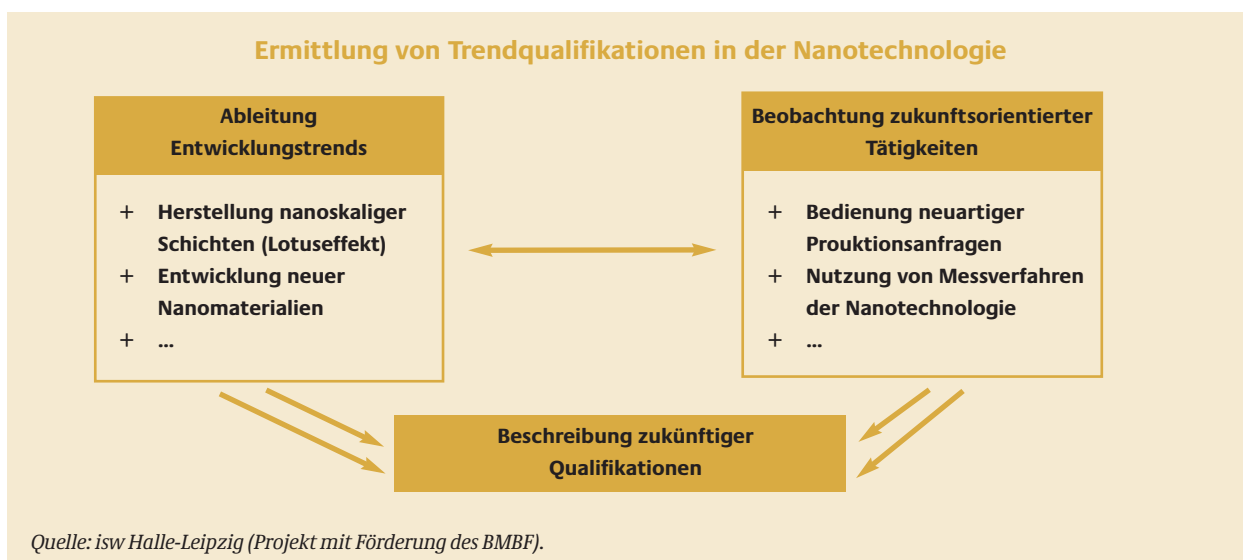 Ermittlung von Trendqualifikationen in der Nanotechnologie
Ableitung
Entwicklungstrends
+ Herstellung nanoskaliger
Schichten (Lotuseffekt)
+ Entwicklung neuer
Nanomaterialien
+ ...
Beobachtung zukunftsorientierter
Tätigkeiten
+ Bedienung neuartiger
Prouktionsanfragen
+ Nutzung von Messverfahren
der Nanotechnologie
+ ...
Beschreibung zukünftiger
Qualifikationen
Quelle: isw Halle-Leipzig (Projekt mit Förderung des BMBF).